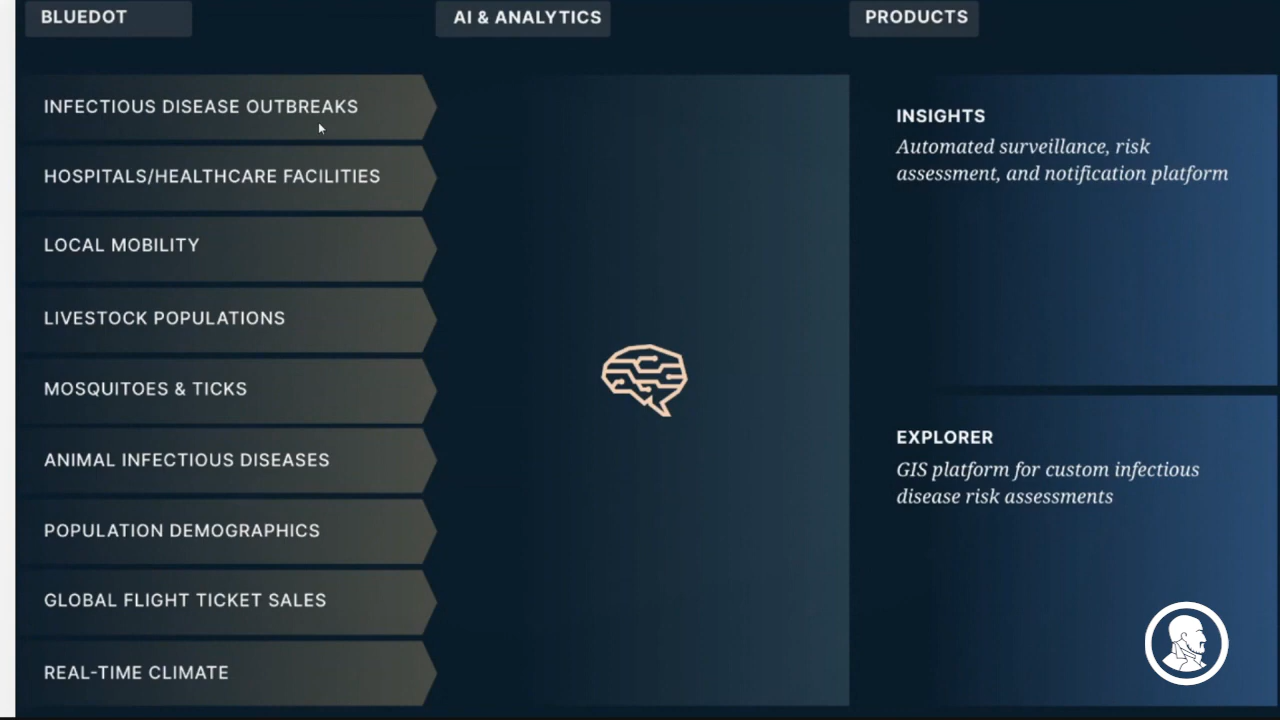 BLUEDOT
AI & ANALYTICS
PRODUCTS
INFECTIOUS DISEASE OUTBREAKS
HOSPITALS/HEALTHCARE FACILITIES
LOCAL MOBILITY
LIVESTOCK POPULATIONS
MOSQUITOES & TICKS
ANIMAL INFECTIOUS DISEASES
POPULATION DEMOGRAPHICS
GLOBAL FLIGHT TICKET SALES
REAL-TIME CLIMATE
INSIGHTS
Automated surveillance, risk
assessment, and notification platform
EXPLORER
GIS platform for custom infectious
disease risk assessments